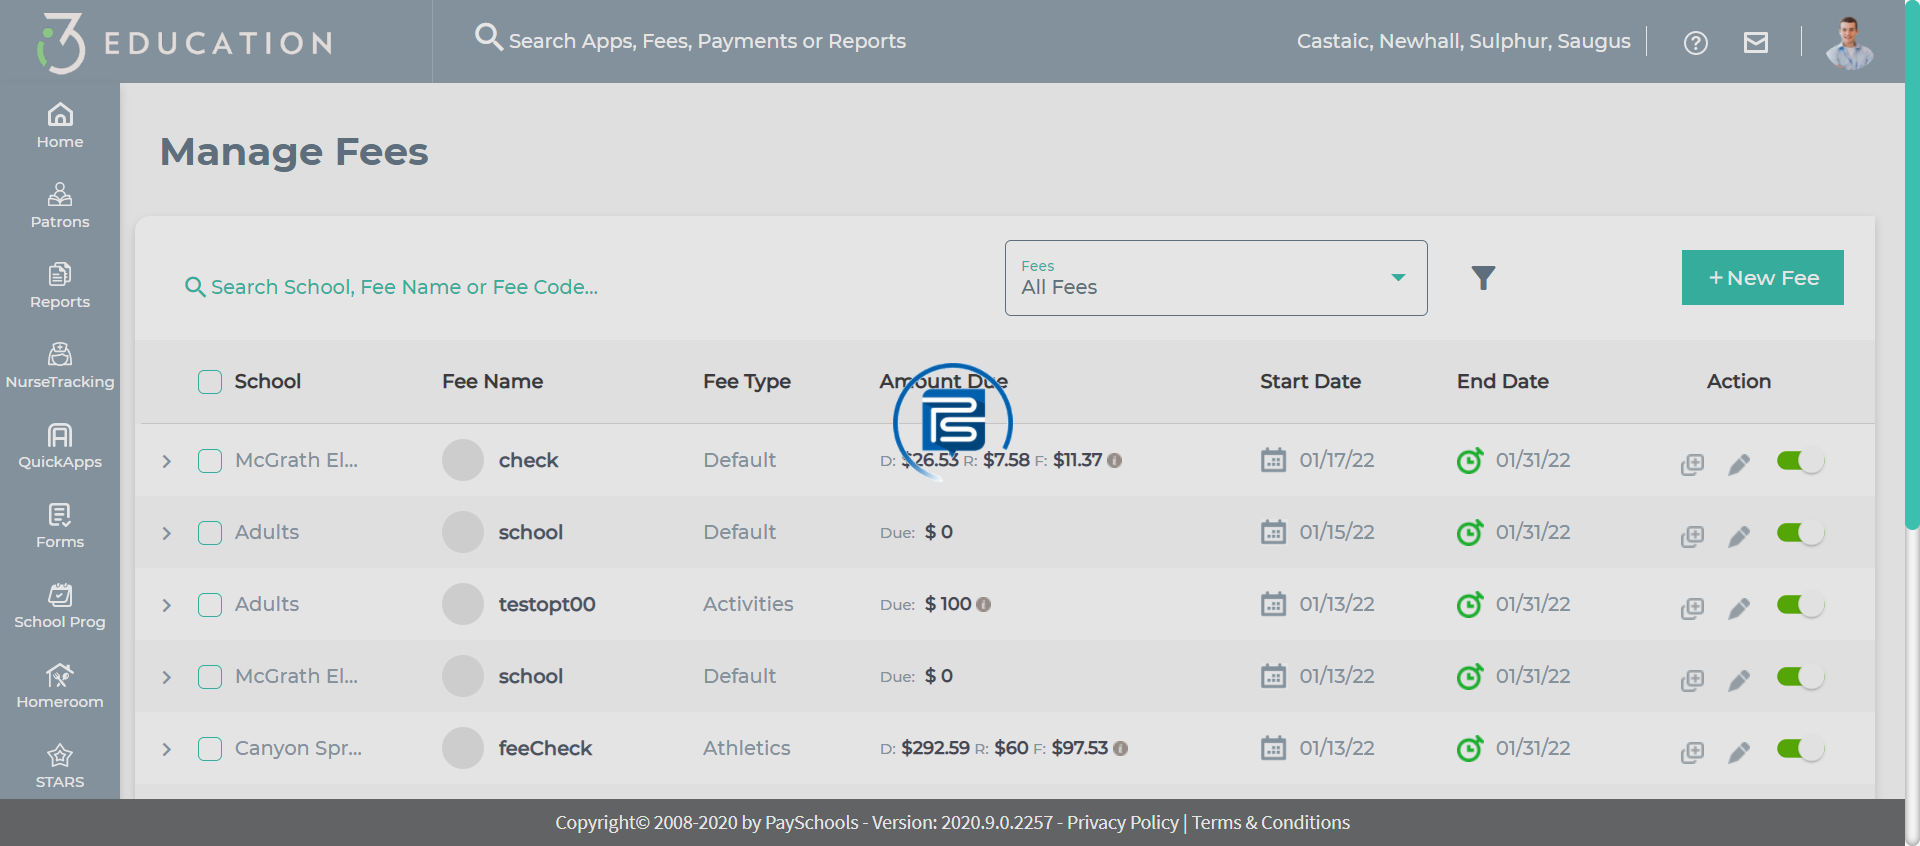 i3 EDUCATION
Search Apps, Fees, Payments or Reports
Castaic, Newhall, Sulphur, Saugus
Home
Patrons
Reports
NurseTracking
QuickApps
Forms
School Prog
Homeroom
STARS
Manage Fees
Search School, Fee Name or Fee Code...
Fees
All Fees
+ New Fee
School Fee Name Fee Type Amount Due Start Date End Date Action
PS
McGrath El... check Default D: $26.53 R: $7.58 F: $11.37 01/17/22 01/31/22
Adults school Default Due: $ 0 01/15/22 01/31/22
Adults testopt00 Activities Due: $ 100 01/13/22 01/31/22
McGrath El... school Default Due: $ 0 01/13/22 01/31/22
Canyon Spr... feeCheck Athletics D: $292.59 R: $60 F: $97.53 01/13/22 01/31/22
Copyright© 2008-2020 by PaySchools - Version: 2020.9.0.2257 - Privacy Policy | Terms & Conditions